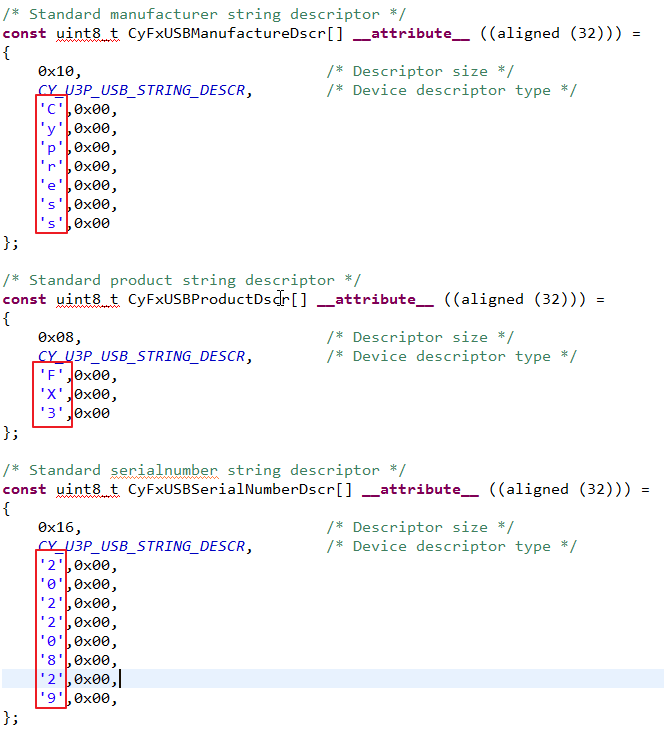 /* Standard manufacturer string descriptor */
const uint8_t CyFxUSBManufactureDscr[] __attribute__ ((aligned (32))) =
{
    0x10,                           /* Descriptor size */
    CY_U3P_USB_STRING_DESCR,        /* Device descriptor type */
    'C',0x00,
    'y',0x00,
    'p',0x00,
    'r',0x00,
    'e',0x00,
    's',0x00,
    's',0x00
};

/* Standard product string descriptor */
const uint8_t CyFxUSBProductDscr[] __attribute__ ((aligned (32))) =
{
    0x08,                           /* Descriptor size */
    CY_U3P_USB_STRING_DESCR,        /* Device descriptor type */
    'F',0x00,
    'X',0x00,
    '3',0x00
};

/* Standard serialnumber string descriptor */
const uint8_t CyFxUSBSerialNumberDscr[] __attribute__ ((aligned (32))) =
{
    0x16,                           /* Descriptor size */
    CY_U3P_USB_STRING_DESCR,        /* Device descriptor type */
    '2',0x00,
    '0',0x00,
    '2',0x00,
    '2',0x00,
    '0',0x00,
    '8',0x00,
    '2',0x00,
    '9',0x00,
};